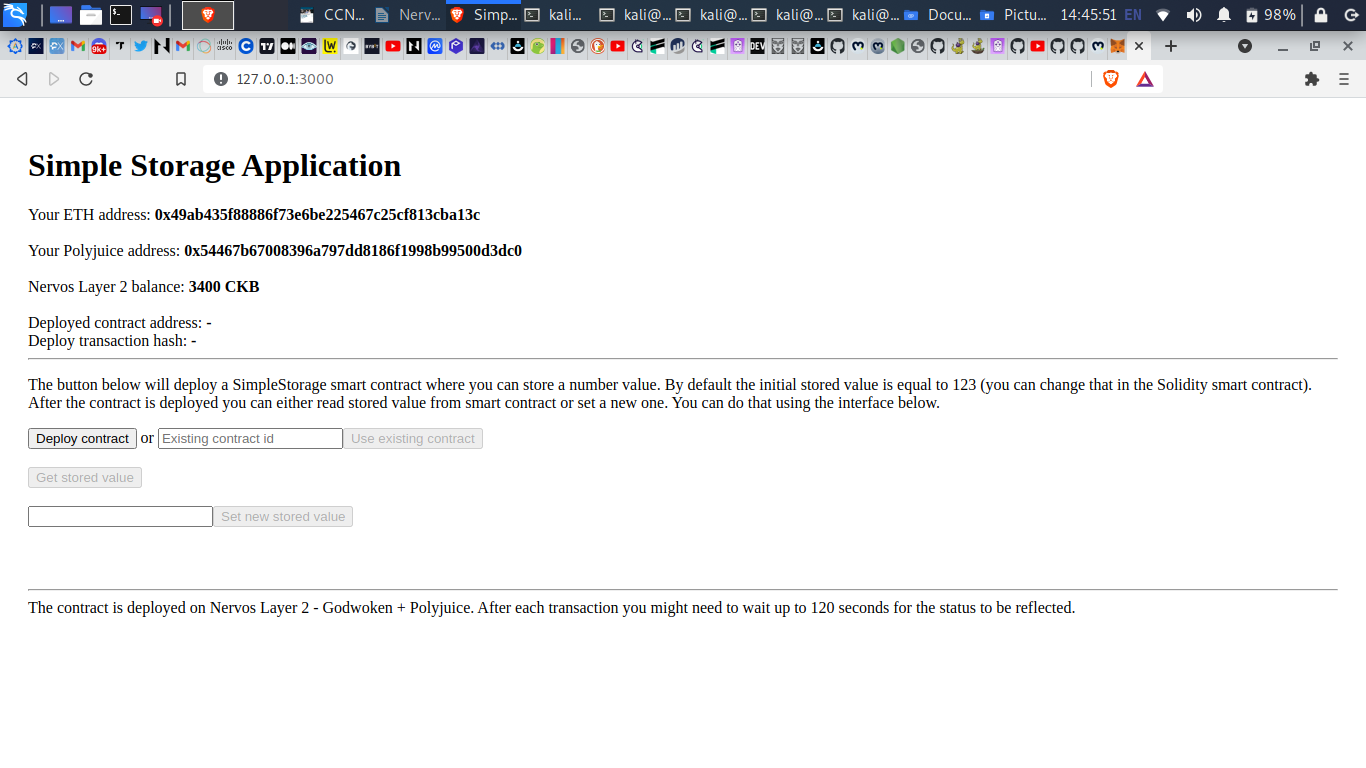 CCN... Nerv... Simp... kali... kali@... kali@... kali@... kali@... Docu... Pictu... 14:45:51 EN 98%
127.0.0.1:3000
Simple Storage Application
Your ETH address: 0x49ab435f88886f73e6be225467c25cf813cba13c
Your Polyjuice address: 0x54467b67008396a797dd8186f1998b99500d3dc0
Nervos Layer 2 balance: 3400 CKB
Deployed contract address: -
Deploy transaction hash: -
The button below will deploy a SimpleStorage smart contract where you can store a number value. By default the initial stored value is equal to 123 (you can change that in the Solidity smart contract).
After the contract is deployed you can either read stored value from smart contract or set a new one. You can do that using the interface below.
Deploy contract or Existing contract id Use existing contract
Get stored value
Set new stored value
The contract is deployed on Nervos Layer 2 - Godwoken + Polyjuice. After each transaction you might need to wait up to 120 seconds for the status to be reflected.